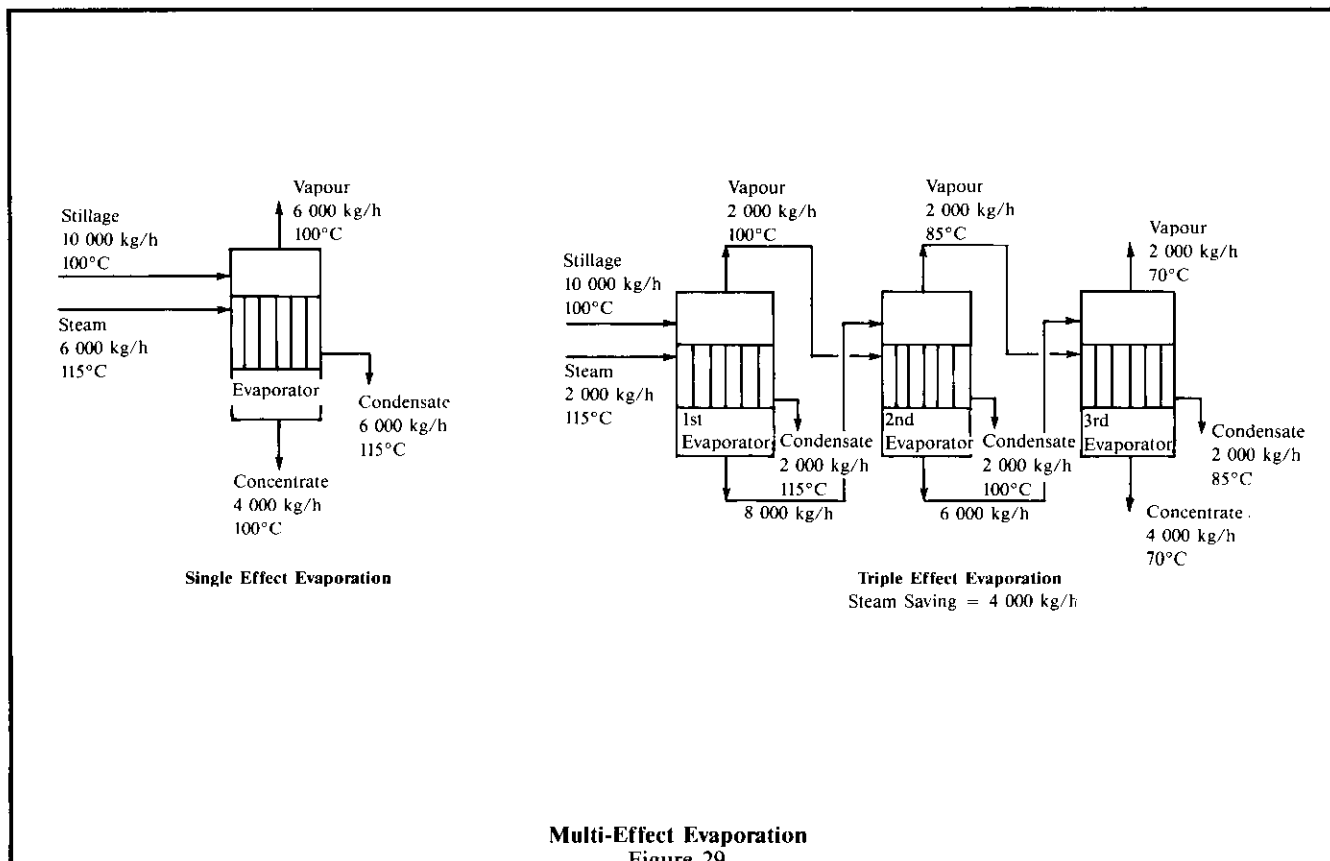 Vapour
6 000 kg/h
100°C
Stillage
10 000 kg/h
100°C
Steam
6 000 kg/h
115°C
Evaporator
Condensate
6 000 kg/h
115°C
Concentrate
4 000 kg/h
100°C
Single Effect Evaporation
Vapour
2 000 kg/h
100°C
Vapour
2 000 kg/h
85°C
Vapour
2 000 kg/h
70°C
Stillage
10 000 kg/h
100°C
Steam
2 000 kg/h
115°C
1st
Evaporator
Condensate
2 000 kg/h
115°C
8 000 kg/h
2nd
Evaporator
Condensate
2 000 kg/h
100°C
6 000 kg/h
3rd
Evaporator
Condensate
2 000 kg/h
85°C
Concentrate
4 000 kg/h
70°C
Triple Effect Evaporation
Steam Saving = 4 000 kg/h
Multi-Effect Evaporation
Figure 29